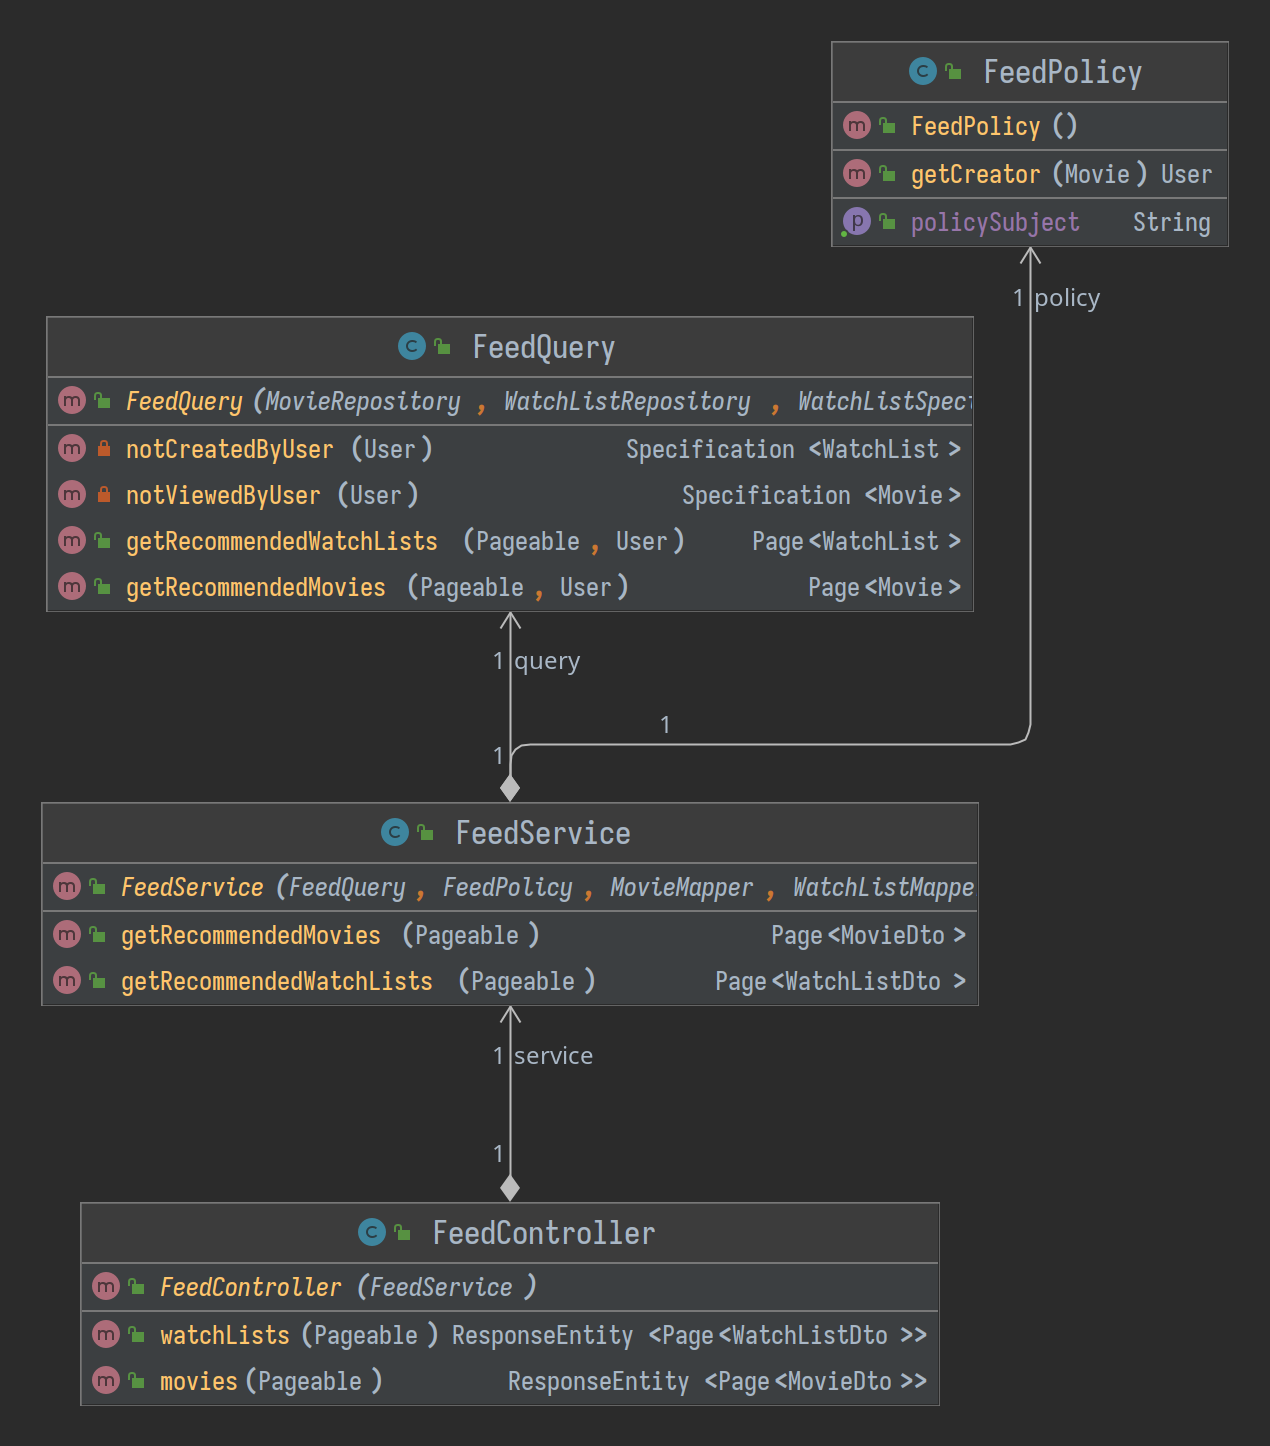 FeedPolicy
FeedPolicy()
getCreator(Movie) User
policySubject String
1 policy
FeedQuery
FeedQuery(MovieRepository, WatchListRepository, WatchListSpeci
notCreatedByUser(User) Specification<WatchList>
notViewedByUser(User) Specification<Movie>
getRecommendedWatchLists(Pageable, User) Page<WatchList>
getRecommendedMovies(Pageable, User) Page<Movie>
1 query
1
1
FeedService
FeedService(FeedQuery, FeedPolicy, MovieMapper, WatchListMappe
getRecommendedMovies(Pageable) Page<MovieDto>
getRecommendedWatchLists(Pageable) Page<WatchListDto>
1 service
1
FeedController
FeedController(FeedService)
watchLists(Pageable) ResponseEntity<Page<WatchListDto>>
movies(Pageable) ResponseEntity<Page<MovieDto>>